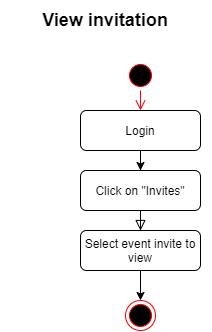 View invitation
Login
Click on "Invites"
Select event invite to
view